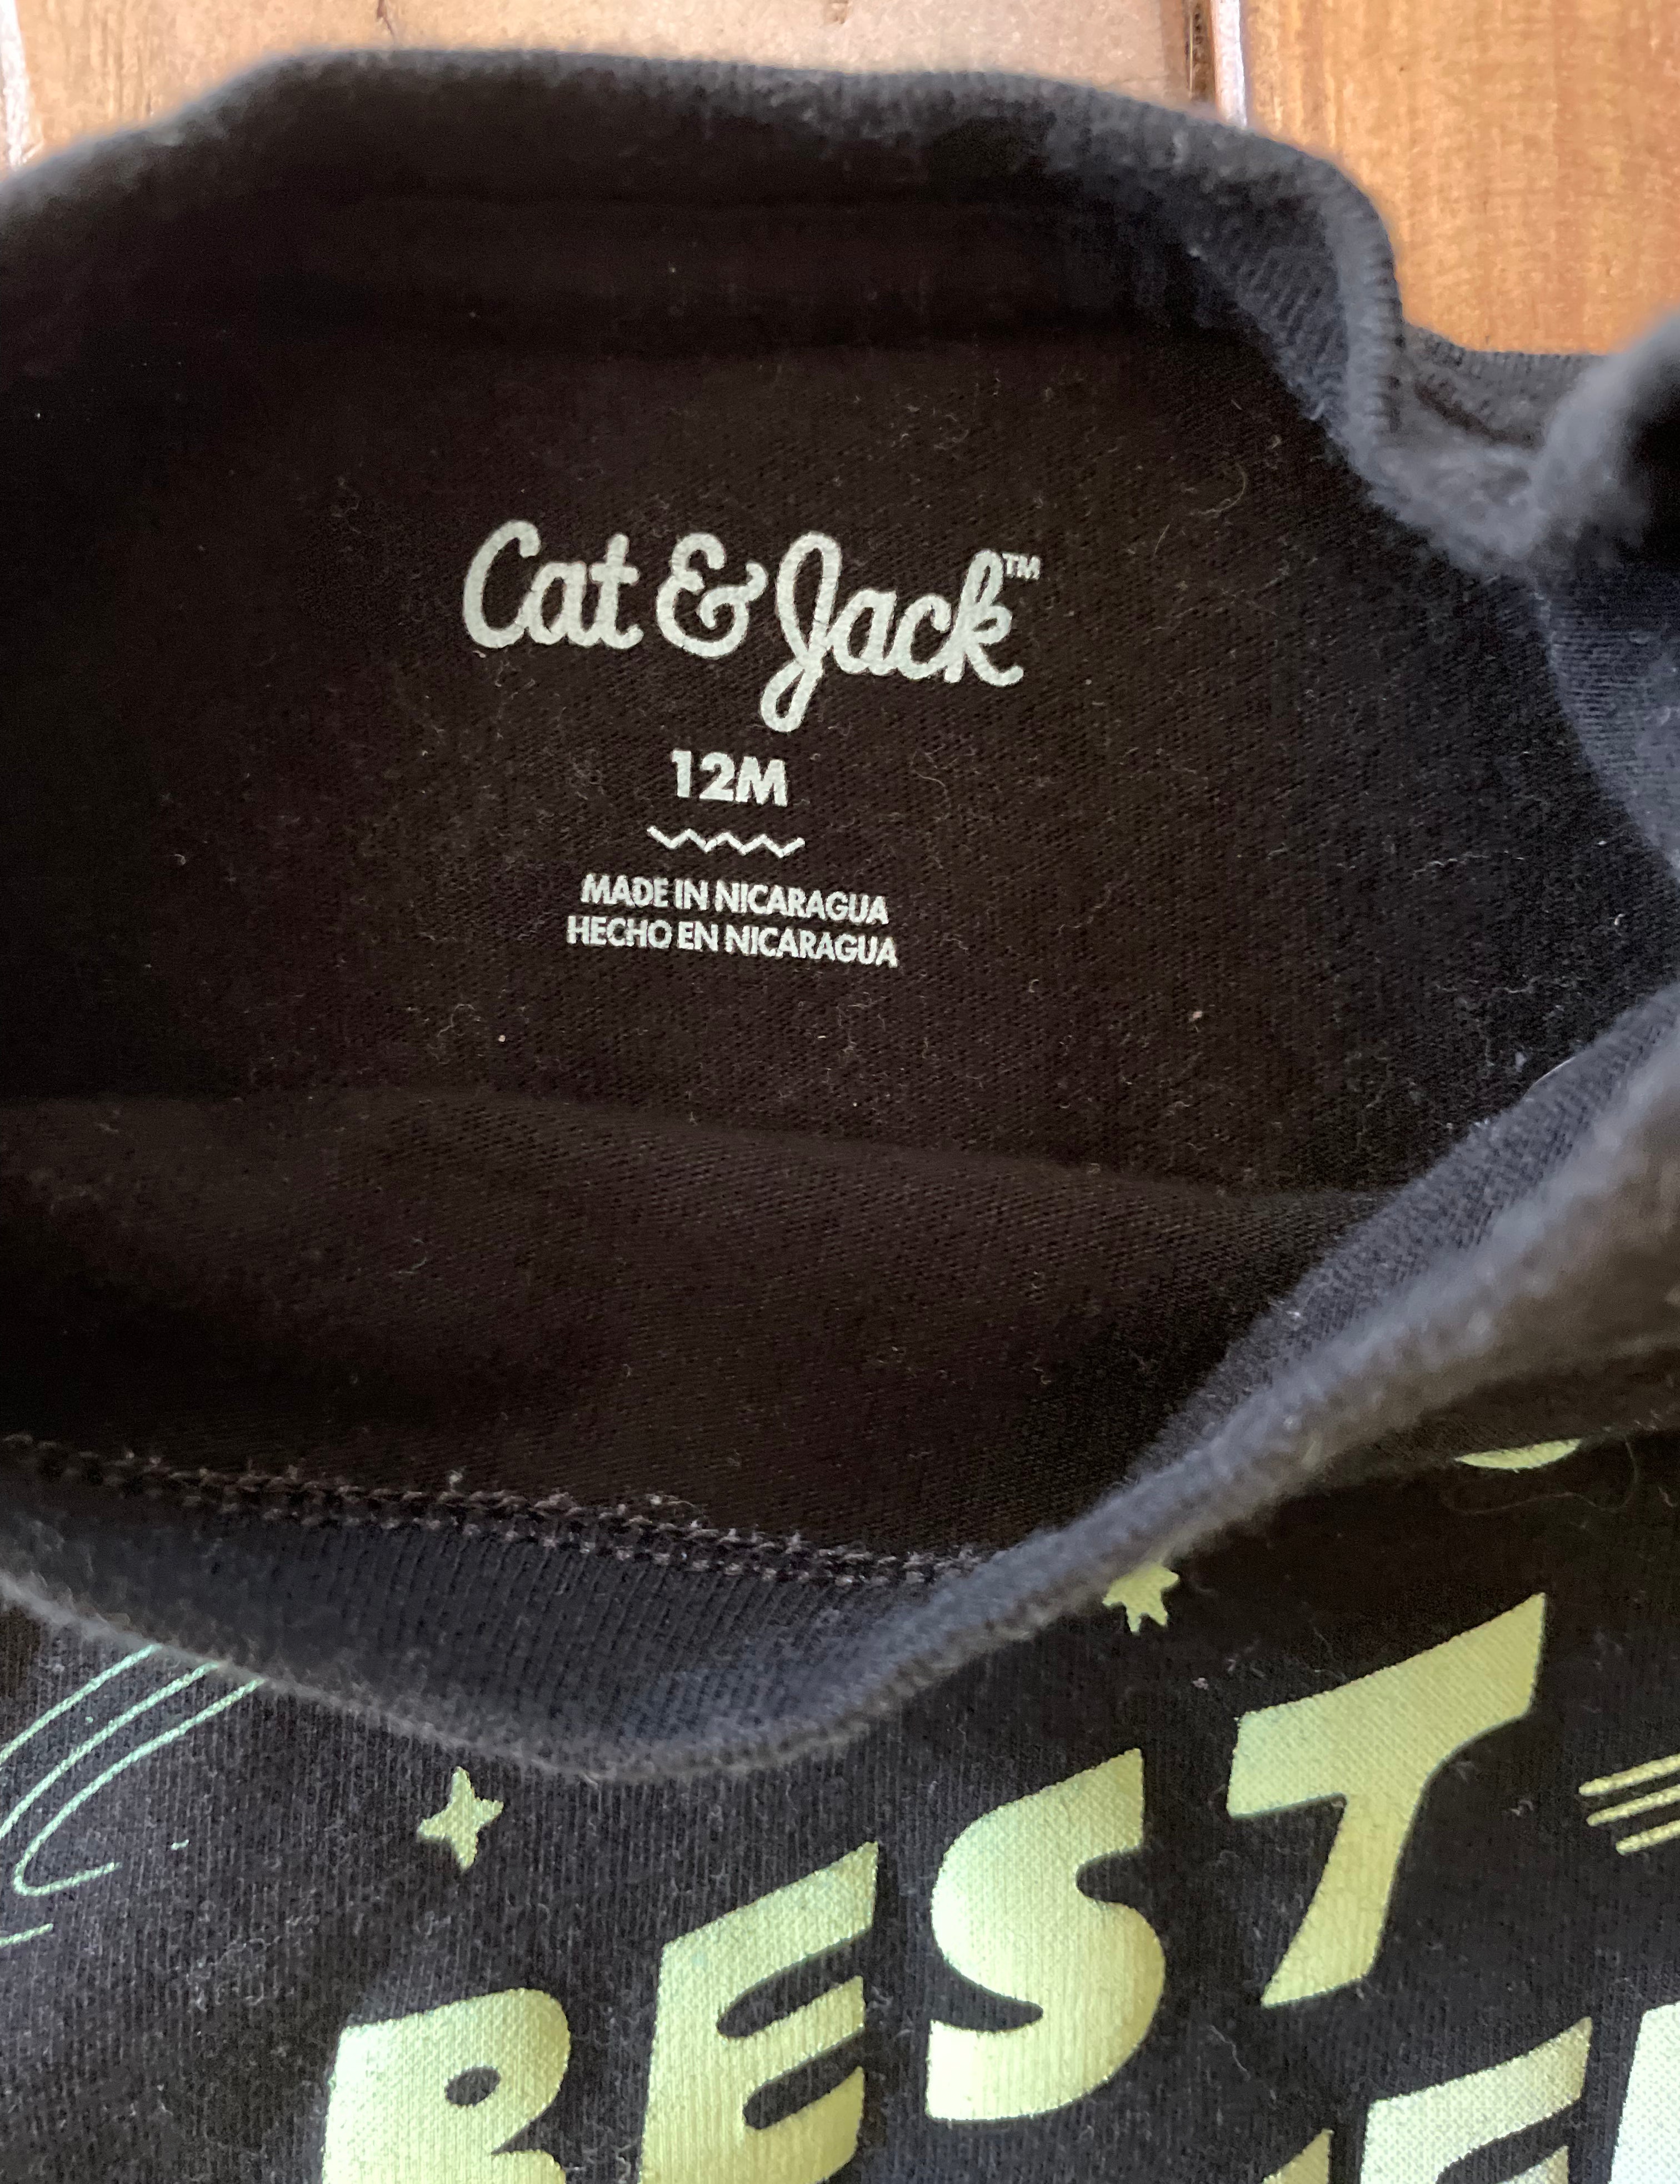 Cat & Jack™
12M
MADE IN NICARAGUA
HECHO EN NICARAGUA
BEST